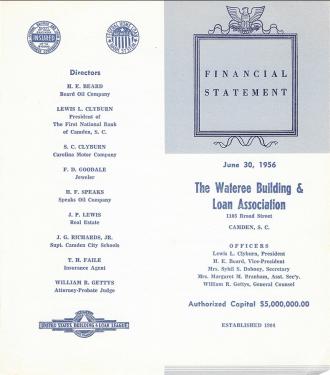 INSURED
Directors
H. E. BEARD
Beard Oil Company
LEWIS L. CLYBURN
President of
The First National Bank
of Camden, S. C.
S. C. CLYBURN
Carolina Motor Company
F. D. GOODALE
Jeweler
H. F. SPEAKS
Speaks Oil Company
J. P. LEWIS
Real Estate
J. G. RICHARDS, JR.
Supt. Camden City Schools
T. H. FAILE
Insurance Agent
WILLIAM R. GETTYS
Attorney-Probate Judge
UNITED STATES BUILDING & LOAN LEAGUE
FINANCIAL
STATEMENT
June 30, 1956
The Wateree Building &
Loan Association
1105 Broad Street
CAMDEN, S. C.
OFFICERS
Lewis L. Clyburn, President
H. E. Beard, Vice-President
Mrs. Sybil S. Dabney, Secretary
Mrs. Margaret M. Branham, Asst. Sec'y.
William R. Gettys, General Counsel
Authorized Capital $5,000,000.00